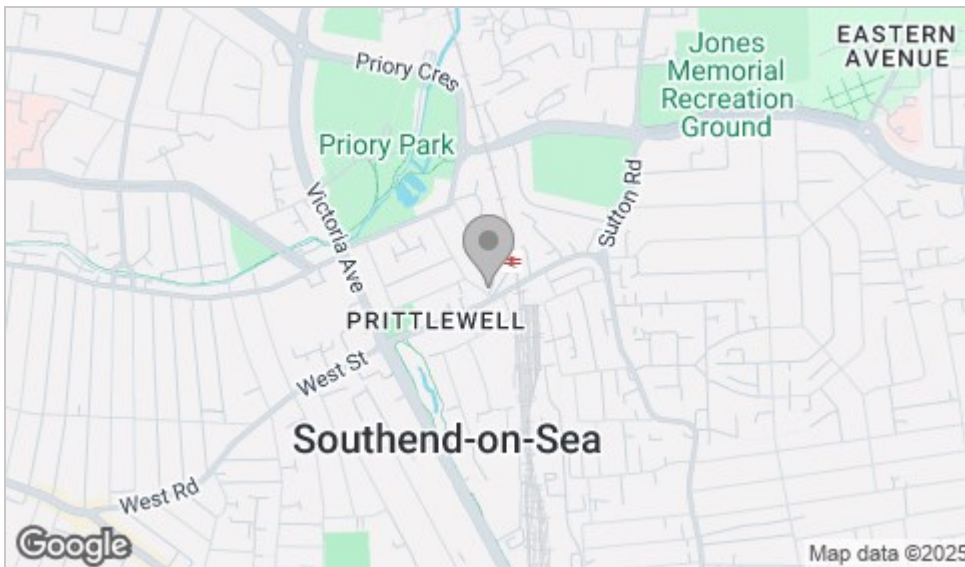 Priory Cres
Jones
Memorial
Recreation
Ground
EASTERN
AVENUE
Priory Park
Victoria Ave
Sutton Rd
PRITTLEWELL
West St
Southend-on-Sea
West Rd
Google
Map data ©2025